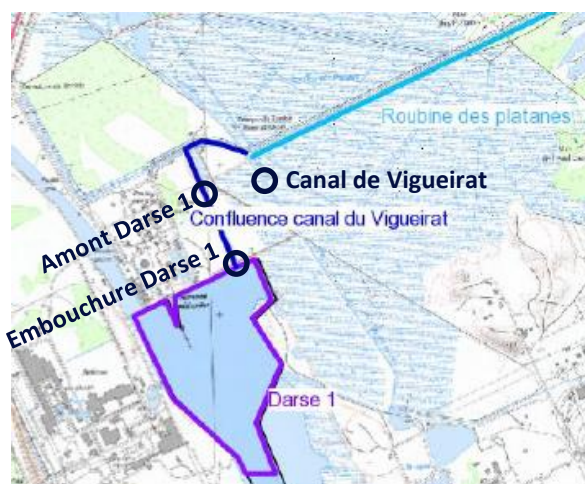 Roubine des platanes
Canal de Vigueirat
Amont Darse 1
Confluence canal du Vigueirat
Embouchure Darse 1
Darse 1